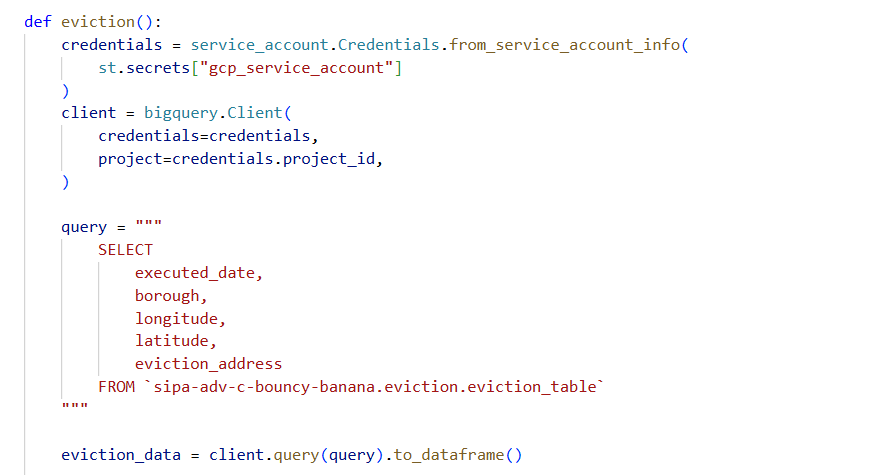 def eviction():
credentials = service_account.Credentials.from_service_account_info(
st.secrets["gcp_service_account"]
)
client = bigquery.Client(
credentials=credentials,
project=credentials.project_id,
)
query = """
SELECT
executed_date,
borough,
longitude,
latitude,
eviction_address
FROM `sipa-adv-c-bouncy-banana.eviction.eviction_table`
"""
eviction_data = client.query(query).to_dataframe()